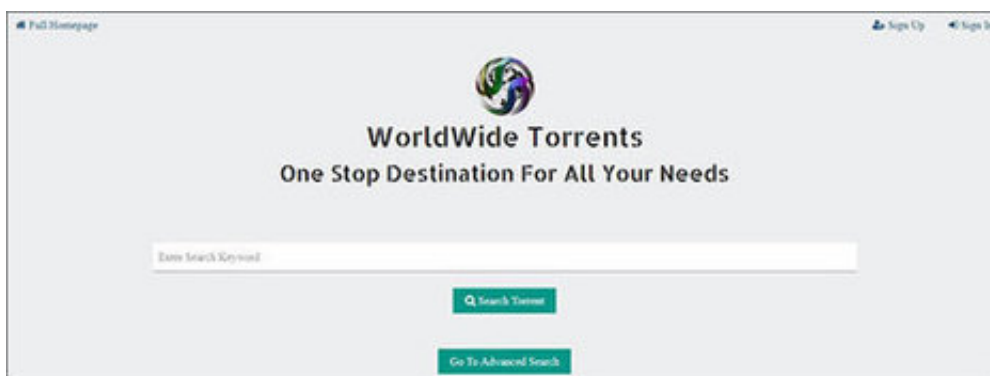 Full Homepage
Sign Up
Sign In
WorldWide Torrents
One Stop Destination For All Your Needs
Enter Search Keyword
Search Torrent
Go To Advanced Search